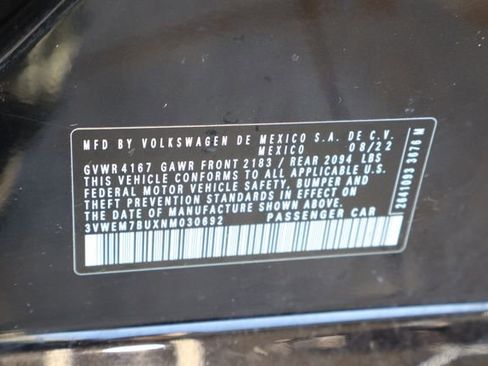 MFD BY VOLKSWAGEN DE MEXICO S.A. DE C.V.
MEXICO 08/22
GVWR 4167 GAWR FRONT 2183 / REAR 2094 LBS
THIS VEHICLE CONFORMS TO ALL APPLICABLE U.S.
FEDERAL MOTOR VEHICLE SAFETY, BUMPER AND
THEFT PREVENTION STANDARDS IN EFFECT ON
THE DATE OF MANUFACTURE SHOWN ABOVE.
3VWEM7BUXNM030692 PASSENGER CAR